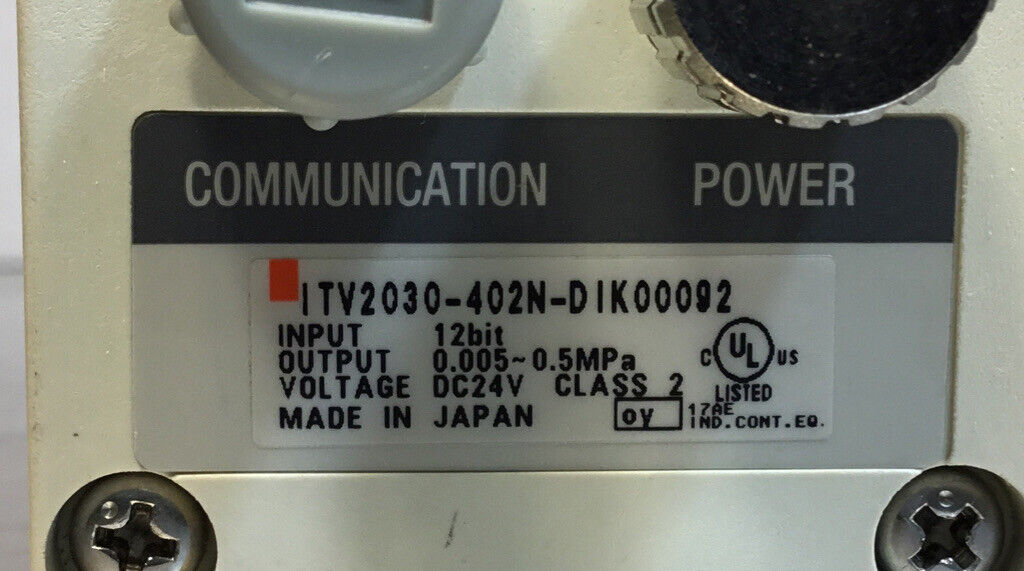 COMMUNICATION POWER
ITV2030-402N-DIK00092
INPUT 12bit
OUTPUT 0.005~0.5MPa
VOLTAGE DC24V CLASS 2
MADE IN JAPAN
oy
C UL US
LISTED
17AE
IND.CONT.EQ.